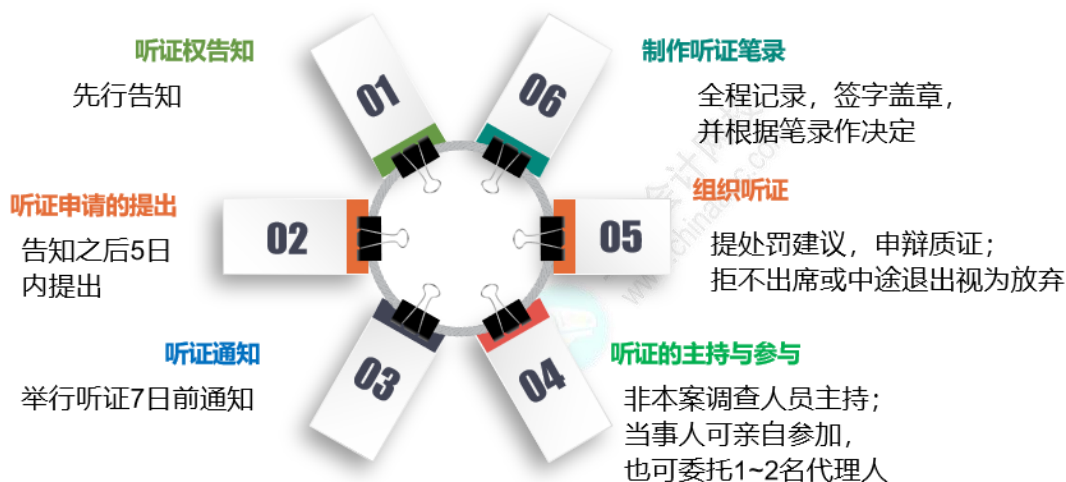 听证权告知
先行告知
01
听证申请的提出
告知之后5日
内提出
02
听证通知
举行听证7日前通知
03
听证的主持与参与
非本案调查人员主持；
当事人可亲自参加，
也可委托1~2名代理人
04
组织听证
提处罚建议，申辩质证；
拒不出席或中途退出视为放弃
05
制作听证笔录
全程记录，签字盖章，
并根据笔录作决定
06